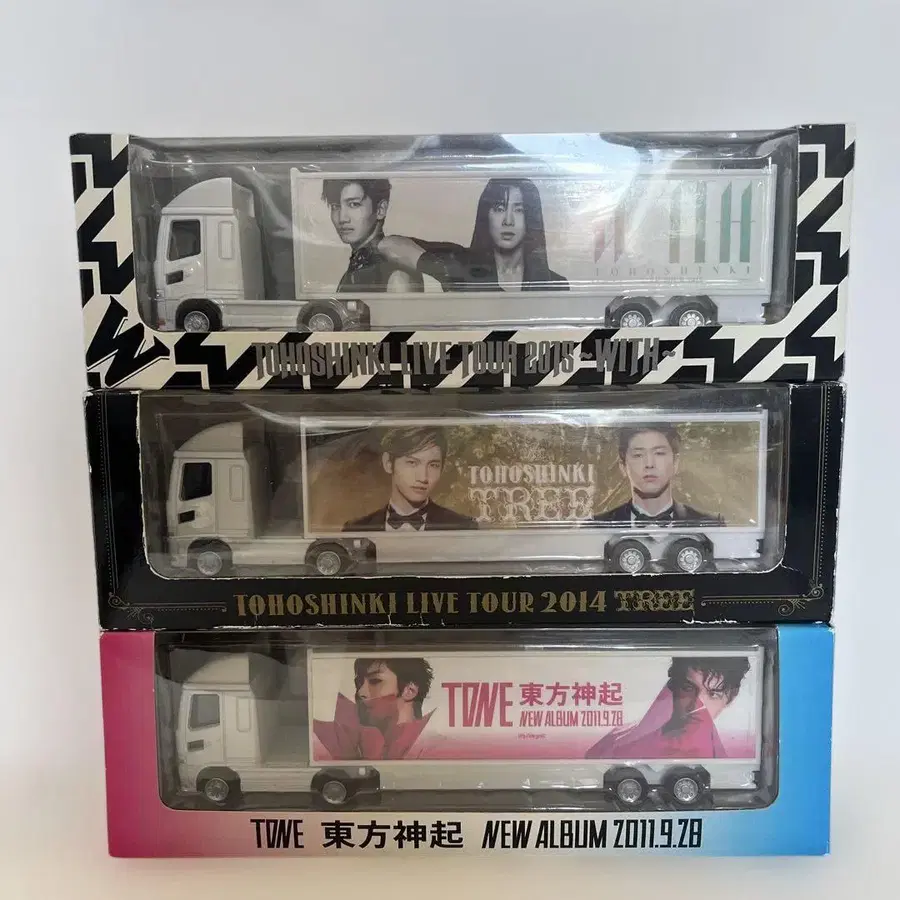 WITH
TOHOSHINKI
TOHOSHINKI LIVE TOUR 2015 ~WITH~
TOHOSHINKI
TREE
TOHOSHINKI LIVE TOUR 2014 TREE
TONE 東方神起
NEW ALBUM 2011.9.28
TONE 東方神起 NEW ALBUM 2011.9.28